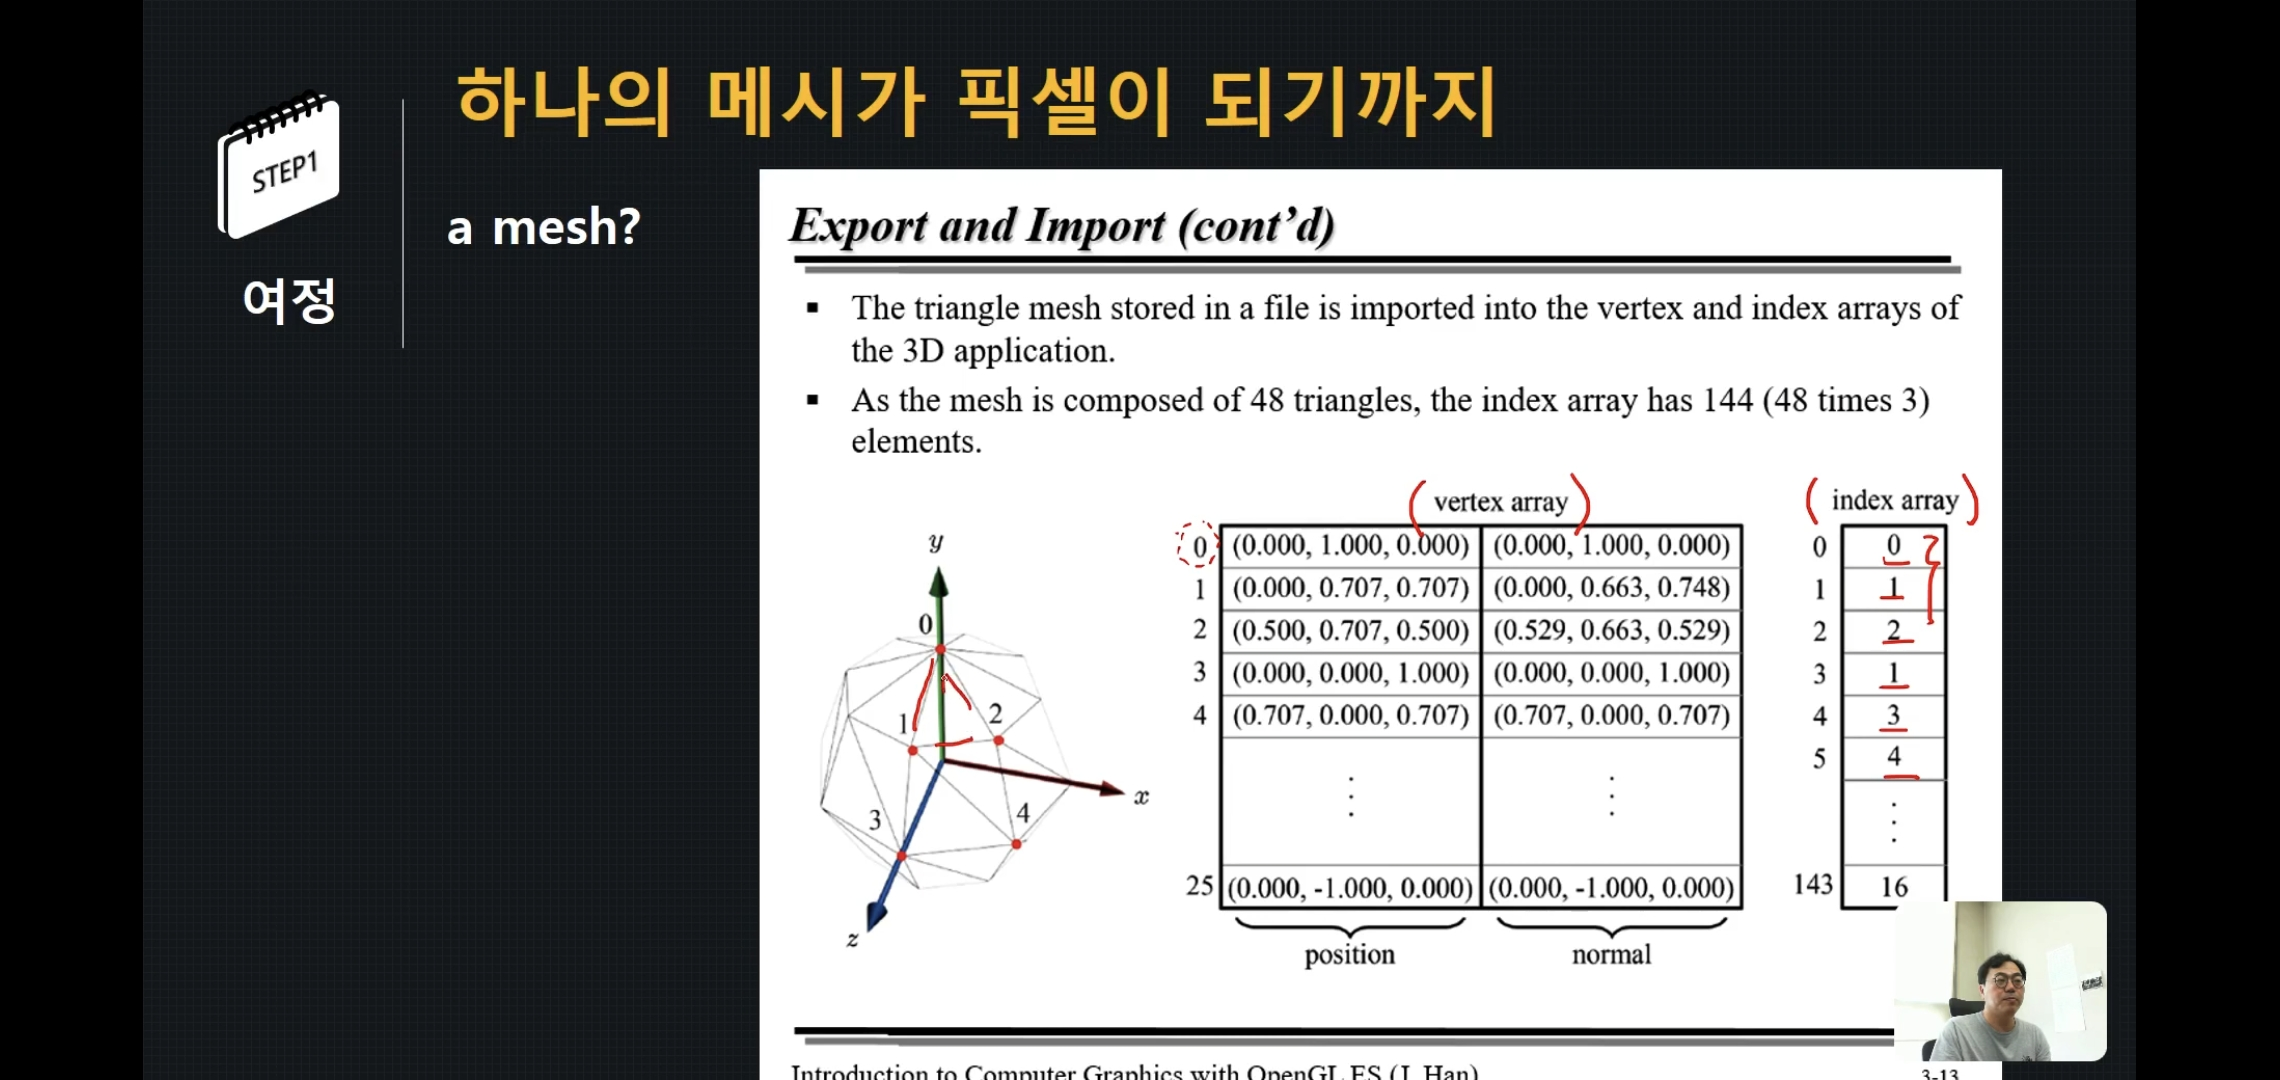 하나의 메시가 픽셀이 되기까지
STEP1
여정
a mesh?
Export and Import (cont’d)
▪ The triangle mesh stored in a file is imported into the vertex and index arrays of
the 3D application.
▪ As the mesh is composed of 48 triangles, the index array has 144 (48 times 3)
elements.
y
0
1
2
3
4
x
z
vertex array
0 (0.000, 1.000, 0.000) (0.000, 1.000, 0.000)
1 (0.000, 0.707, 0.707) (0.000, 0.663, 0.748)
2 (0.500, 0.707, 0.500) (0.529, 0.663, 0.529)
3 (0.000, 0.000, 1.000) (0.000, 0.000, 1.000)
4 (0.707, 0.000, 0.707) (0.707, 0.000, 0.707)
25 (0.000, -1.000, 0.000) (0.000, -1.000, 0.000)
position normal
index array
0 0
1 1
2 2
3 1
4 3
5 4
143 16
Introduction to Computer Graphics with OpenGL ES (J. Han)
3-13